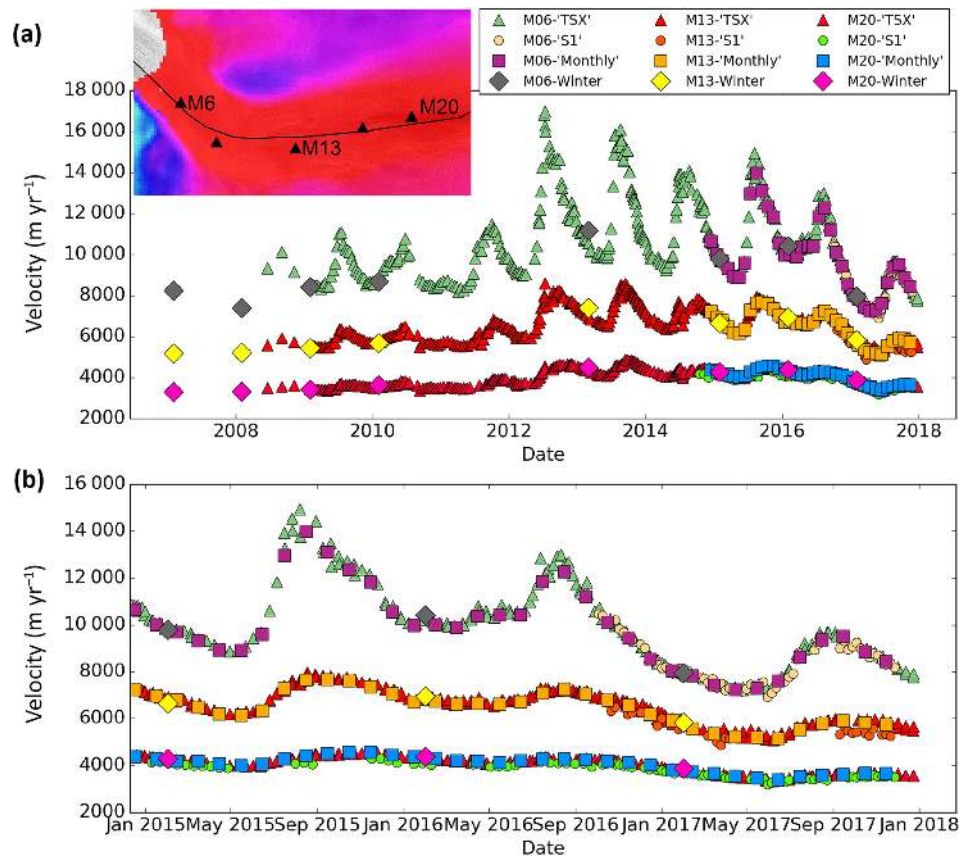 (a)
M06-'TSX' M13-'TSX' M20-'TSX'
M06-'S1' M13-'S1' M20-'S1'
M06-'Monthly' M13-'Monthly' M20-'Monthly'
M06-Winter M13-Winter M20-Winter
M6
M13
M20
18 000
16 000
14 000
12 000
10 000
8000
6000
4000
2000
Velocity (m yr⁻¹)
2008 2010 2012 2014 2016 2018
Date
(b)
16 000
14 000
12 000
10 000
8000
6000
4000
2000
Velocity (m yr⁻¹)
Jan 2015 May 2015 Sep 2015 Jan 2016 May 2016 Sep 2016 Jan 2017 May 2017 Sep 2017 Jan 2018
Date